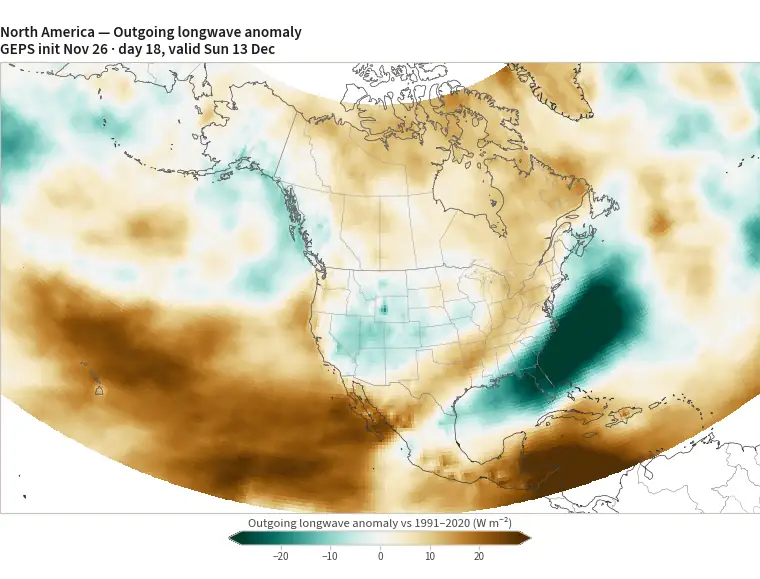 North America — Outgoing longwave anomaly
GEPS init Nov 26 · day 18, valid Sun 13 Dec
Outgoing longwave anomaly vs 1991–2020 (W m⁻²)
−20 −10 0 10 20